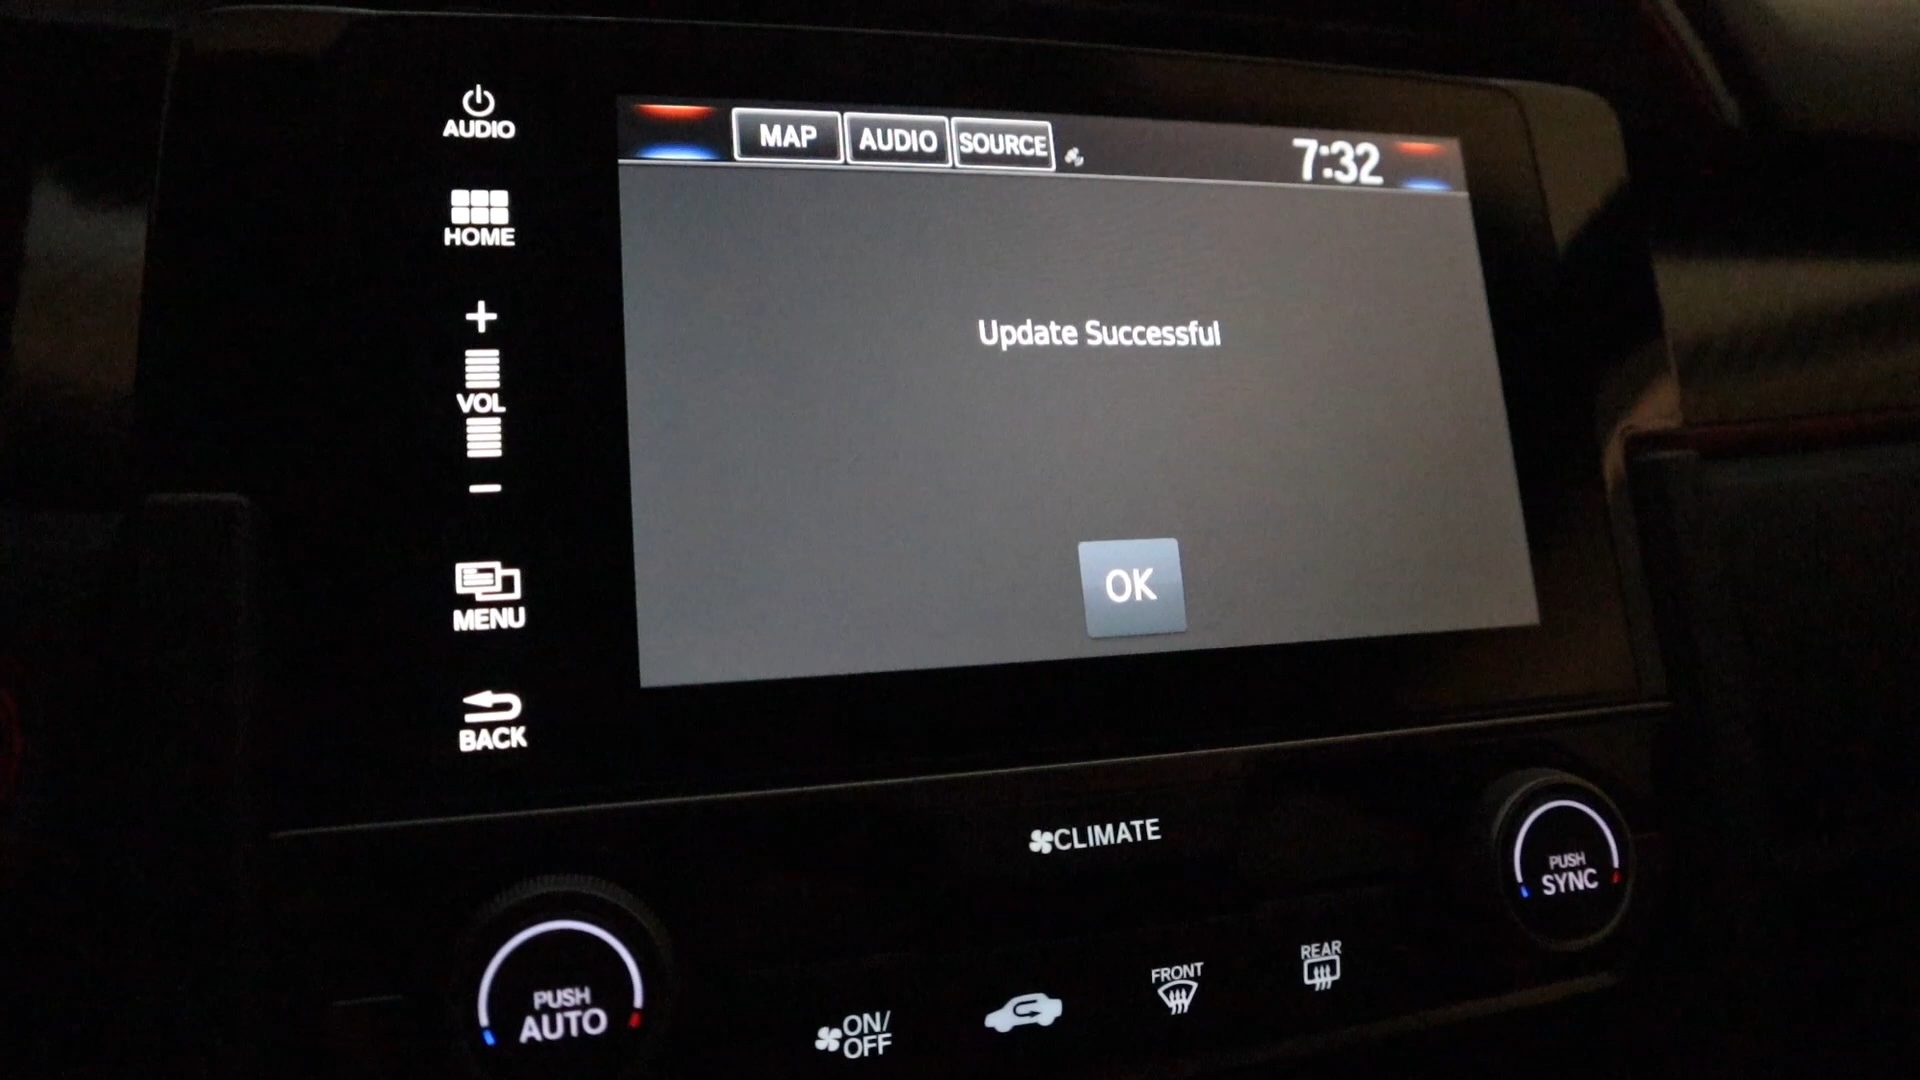 AUDIO
HOME
+
VOL
-
MENU
BACK
MAP AUDIO SOURCE 7:32
Update Successful
OK
CLIMATE
PUSH
AUTO
ON/
OFF
FRONT
REAR
PUSH
SYNC